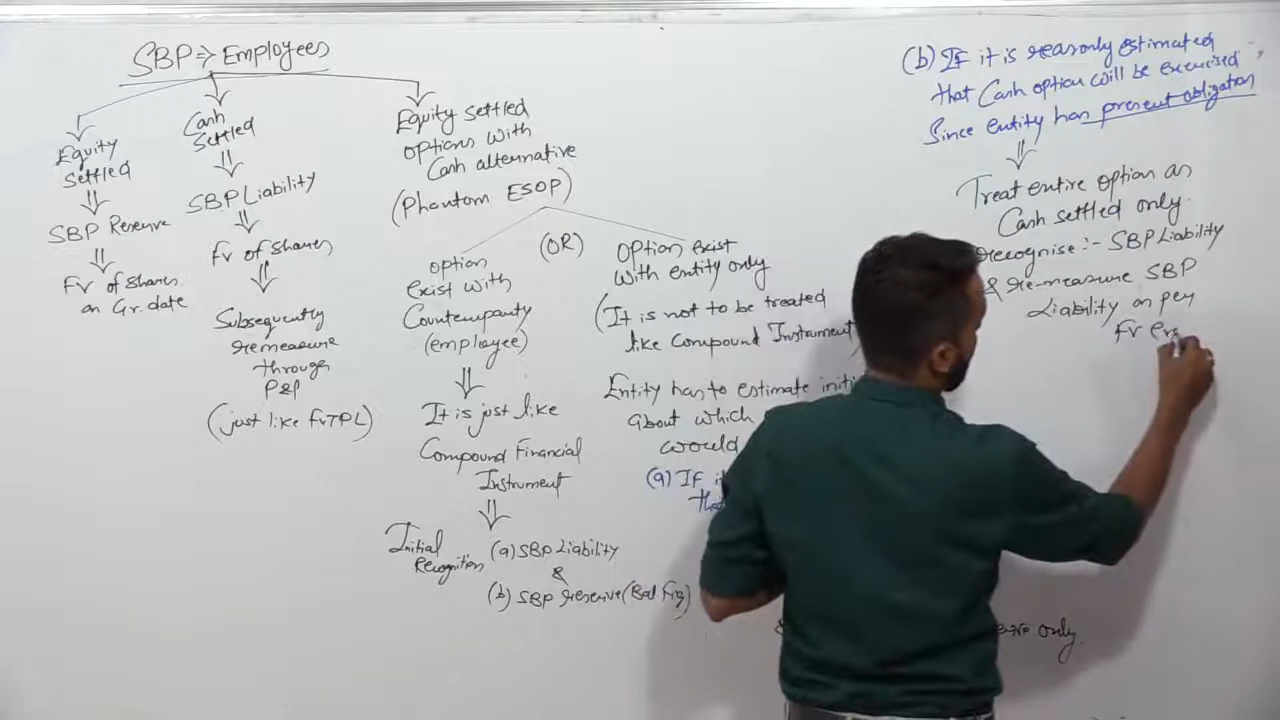 SBP ⇒ Employees
Equity
Settled
⇓
SBP Reserve
⇓
Fv of shares
on Gr. date
Cash
Settled
⇓
SBP Liability
⇓
Fv of shares
⇓
Subsequently
remeasure
through
P&L
(just like FVTPL)
Equity settled
options with
Cash alternative
(Phantom ESOP)
option
exist with
Counterparty
(employee)
⇓
It is just like
Compound Financial
Instrument
⇓
Initial
Recognition
(a) SBP Liability
&
(b) SBP reserve (Bal fig)
(OR)
Option exist
with entity only
(It is not to be treated
like Compound Instrument
Entity has to estimate
about which
would
(a) If
(b) If it is reasonly estimated
that Cash option will be exercised
Since entity has present obligation
⇓
Treat entire option as
Cash settled only.
recognise :- SBP Liability
& re-measure SBP
Liability as per
Fv
only.